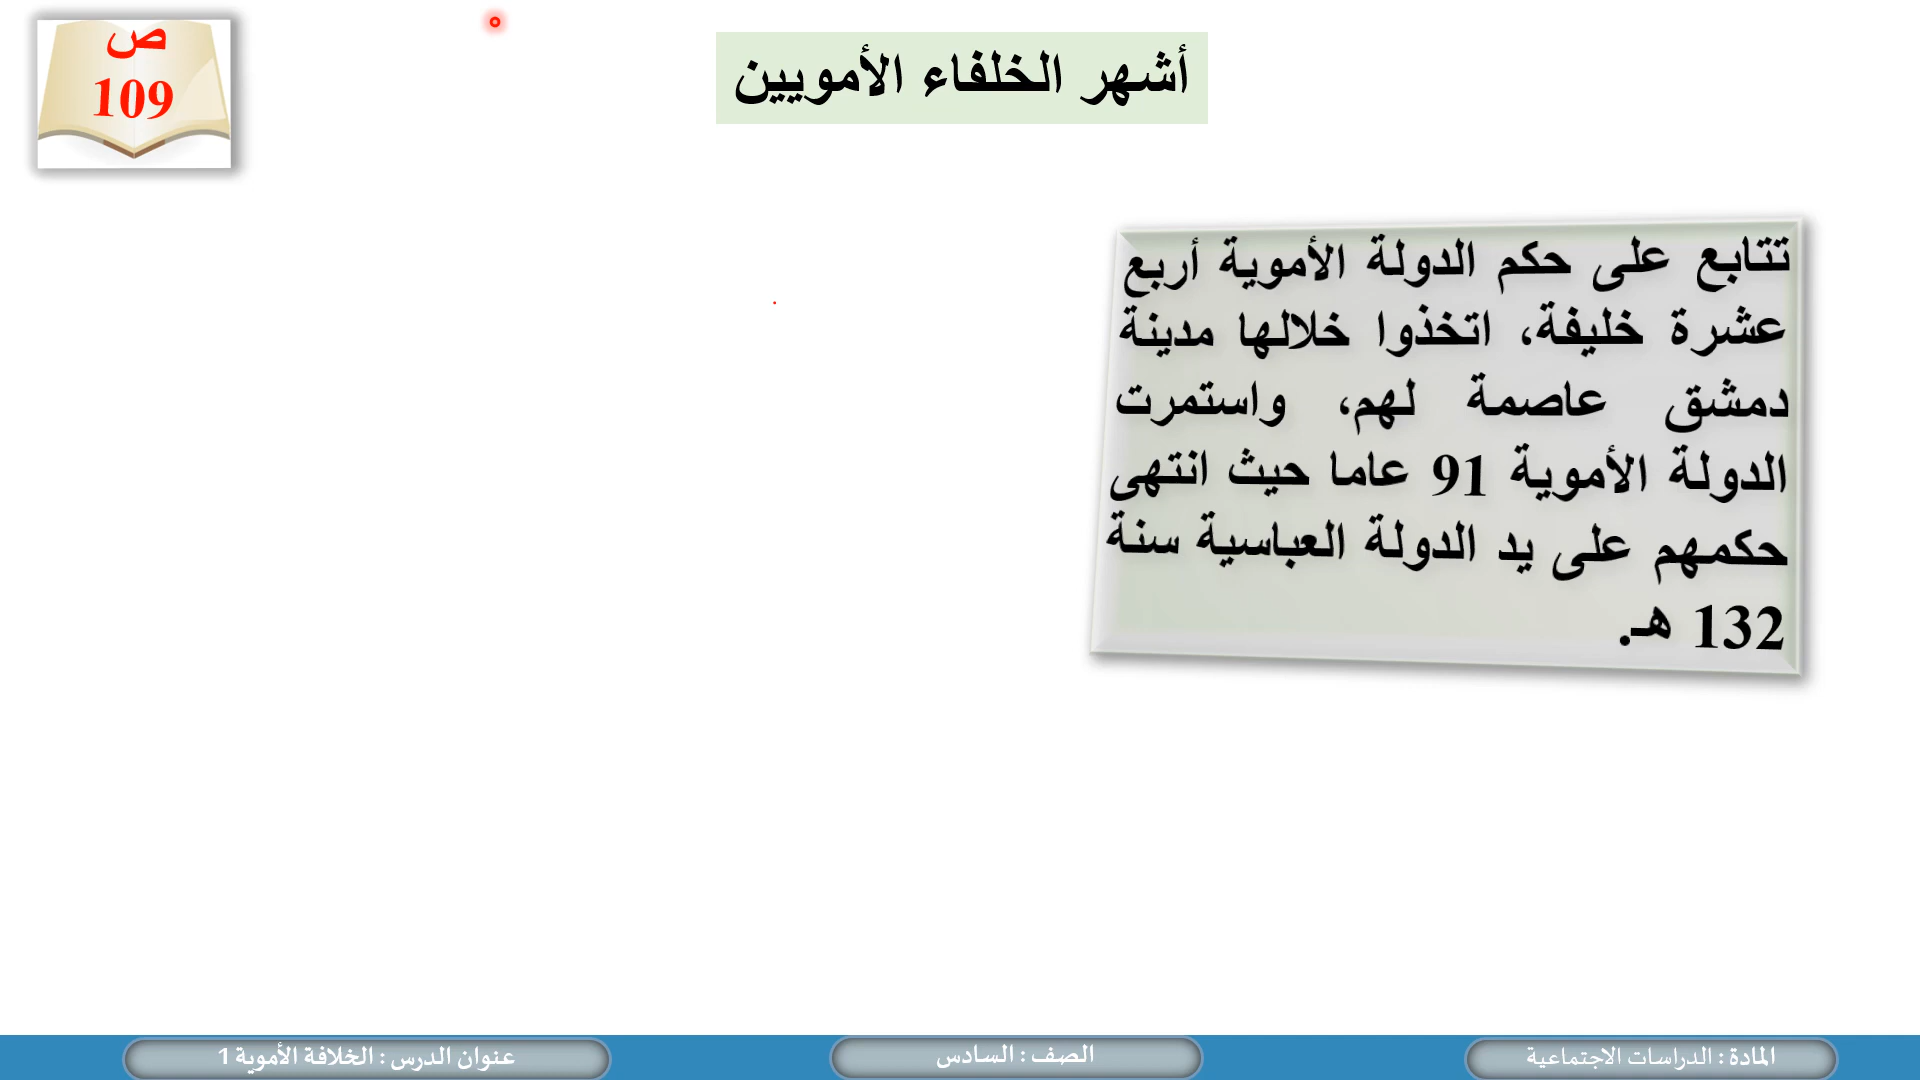 ص
109
أشهر الخلفاء الأمويين
تتابع على حكم الدولة الأموية أربع
عشرة خليفة، اتخذوا خلالها مدينة
دمشق عاصمة لهم، واستمرت
الدولة الأموية 91 عاما حيث انتهى
حكمهم على يد الدولة العباسية سنة
132 هـ.
المادة : الدراسات الاجتماعية
الصف : السادس
عنوان الدرس : الخلافة الأموية 1